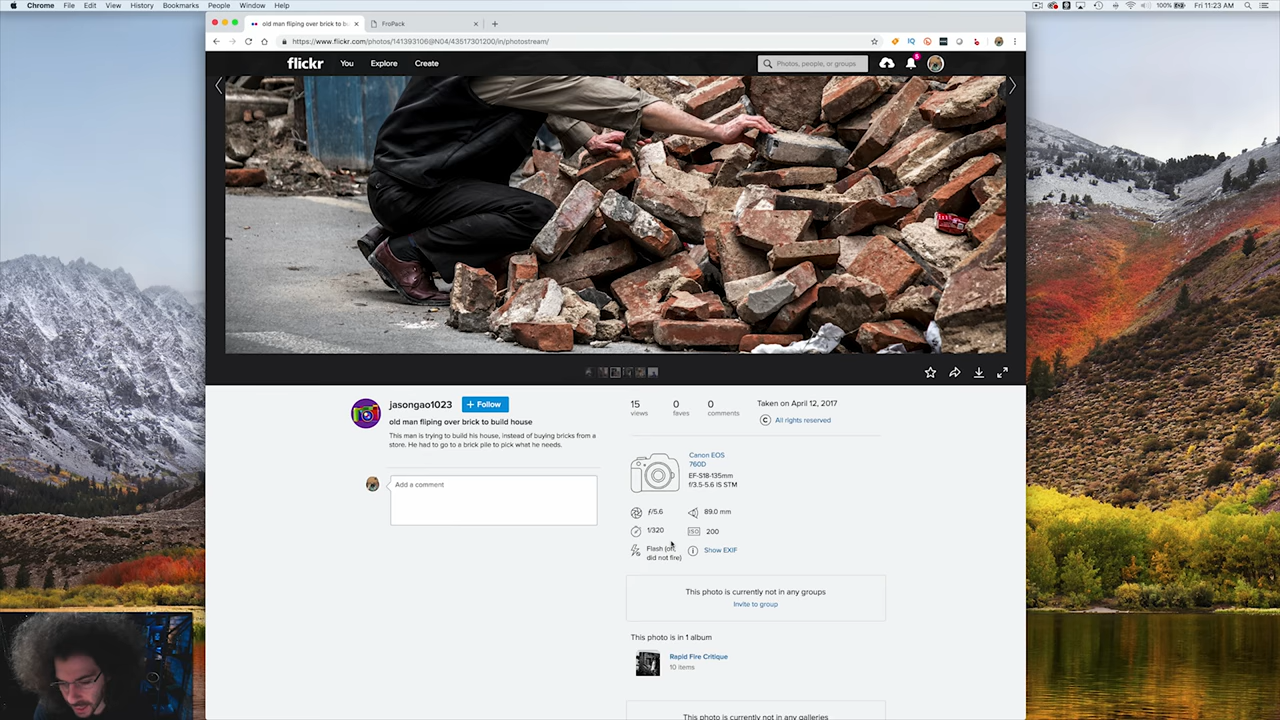 Chrome File Edit View History Bookmarks People Window Help
100% Fri 11:23 AM
old man fliping over brick to bu
FroPack
https://www.flickr.com/photos/141393106@N04/43517301200/in/photostream/
flickr You Explore Create
Photos, people, or groups
5
jasongao1023
+ Follow
old man fliping over brick to build house
This man is trying to build his house, instead of buying bricks from a
store. He had to go to a brick pile to pick what he needs.
Add a comment
15 0 0
views faves comments
Taken on April 12, 2017
All rights reserved
Canon EOS
760D
EF-S18-135mm
f/3.5-5.6 IS STM
ƒ/5.6 89.0 mm
1/320 ISO 200
Flash (off,
did not fire)
Show EXIF
This photo is currently not in any groups
Invite to group
This photo is in 1 album
Rapid Fire Critique
10 items
This photo is currently not in any galleries